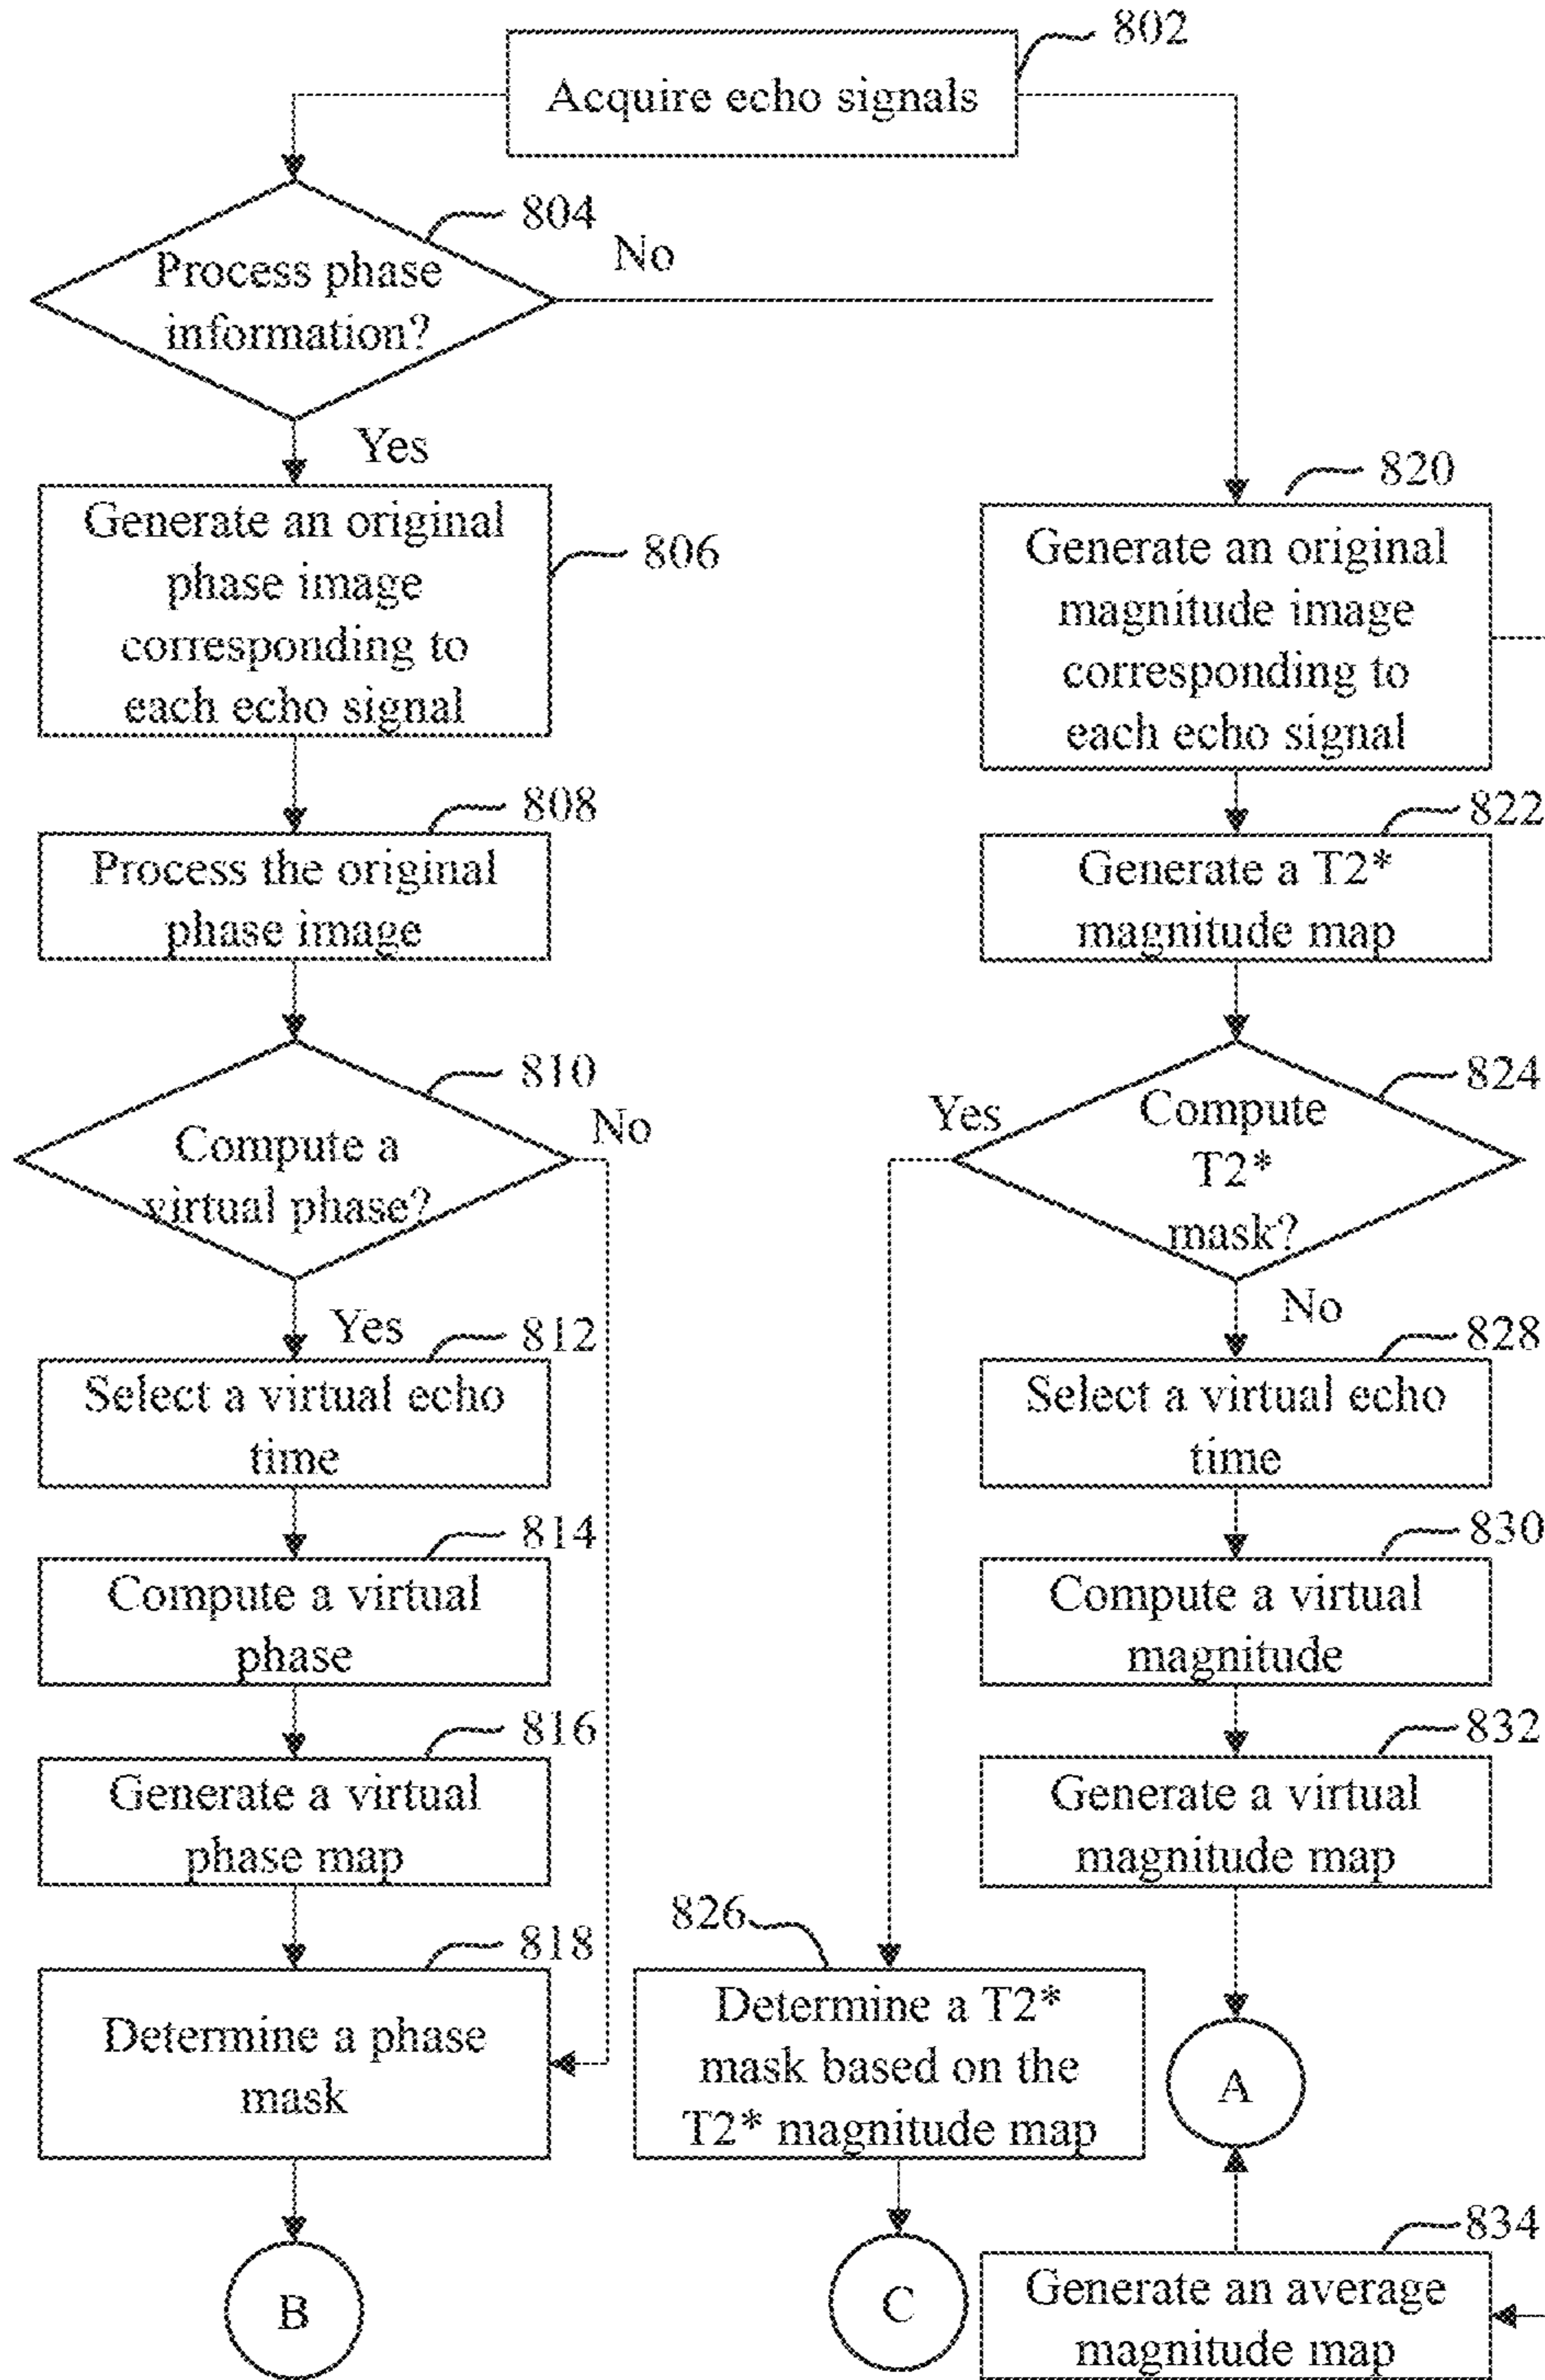 802
Acquire echo signals
804
No
Process phase
information?
Yes
Generate an original
phase image
corresponding to
each echo signal
806
808
Process the original
phase image
810
No
Compute a
virtual phase?
Yes
812
Select a virtual echo
time
814
Compute a virtual
phase
816
Generate a virtual
phase map
818
Determine a phase
mask
B
820
Generate an original
magnitude image
corresponding to
each echo signal
822
Generate a T2*
magnitude map
824
Yes
Compute
T2*
mask?
No
826
Determine a T2*
mask based on the
T2* magnitude map
C
828
Select a virtual echo
time
830
Compute a virtual
magnitude
832
Generate a virtual
magnitude map
A
834
Generate an average
magnitude map